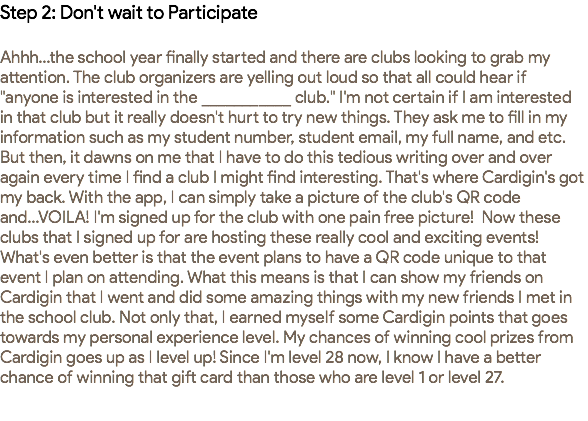 Step 2: Don't wait to Participate
Ahhh...the school year finally started and there are clubs looking to grab my
attention. The club organizers are yelling out loud so that all could hear if
"anyone is interested in the ___________ club." I'm not certain if I am interested
in that club but it really doesn't hurt to try new things. They ask me to fill in my
information such as my student number, student email, my full name, and etc.
But then, it dawns on me that I have to do this tedious writing over and over
again every time I find a club I might find interesting. That's where Cardigin's got
my back. With the app, I can simply take a picture of the club's QR code
and...VOILA! I'm signed up for the club with one pain free picture!  Now these
clubs that I signed up for are hosting these really cool and exciting events!
What's even better is that the event plans to have a QR code unique to that
event I plan on attending. What this means is that I can show my friends on
Cardigin that I went and did some amazing things with my new friends I met in
the school club. Not only that, I earned myself some Cardigin points that goes
towards my personal experience level. My chances of winning cool prizes from
Cardigin goes up as I level up! Since I'm level 28 now, I know I have a better
chance of winning that gift card than those who are level 1 or level 27.